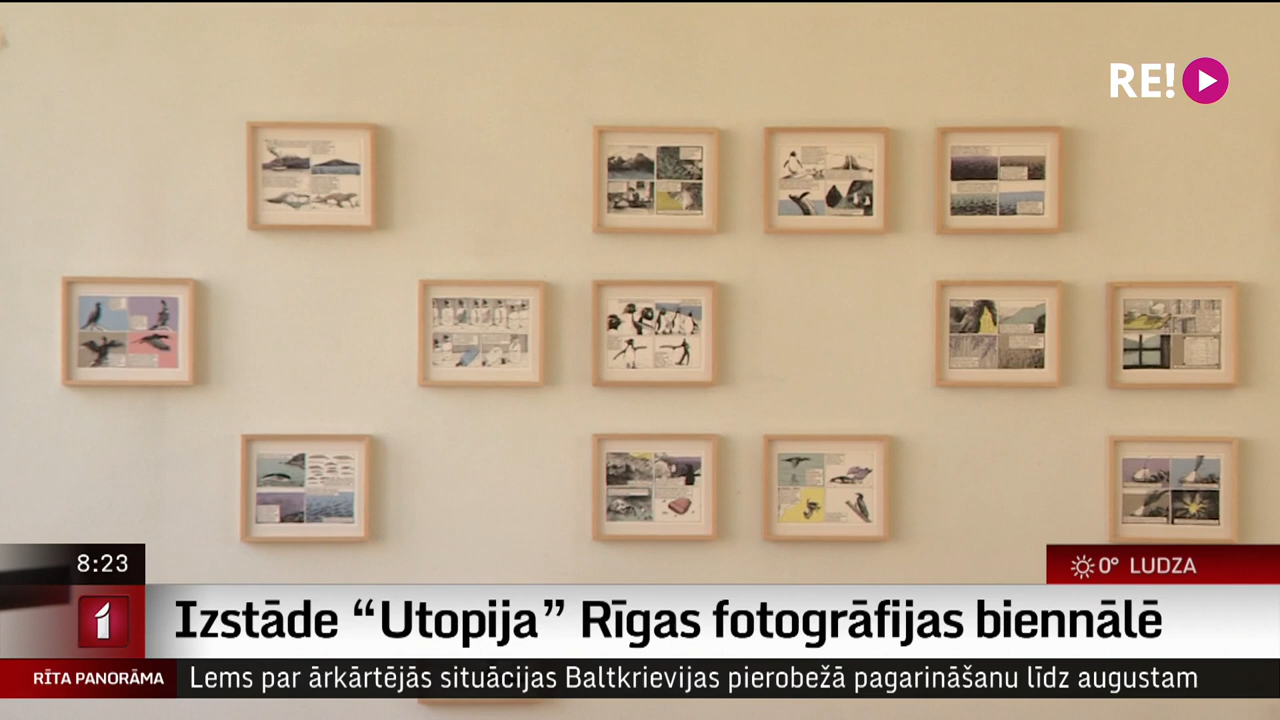 RE!
8:23
0° LUDZA
1
Izstāde “Utopija” Rīgas fotogrāfijas biennālē
RĪTA PANORĀMA
Lems par ārkārtējās situācijas Baltkrievijas pierobežā pagarināšanu līdz augustam